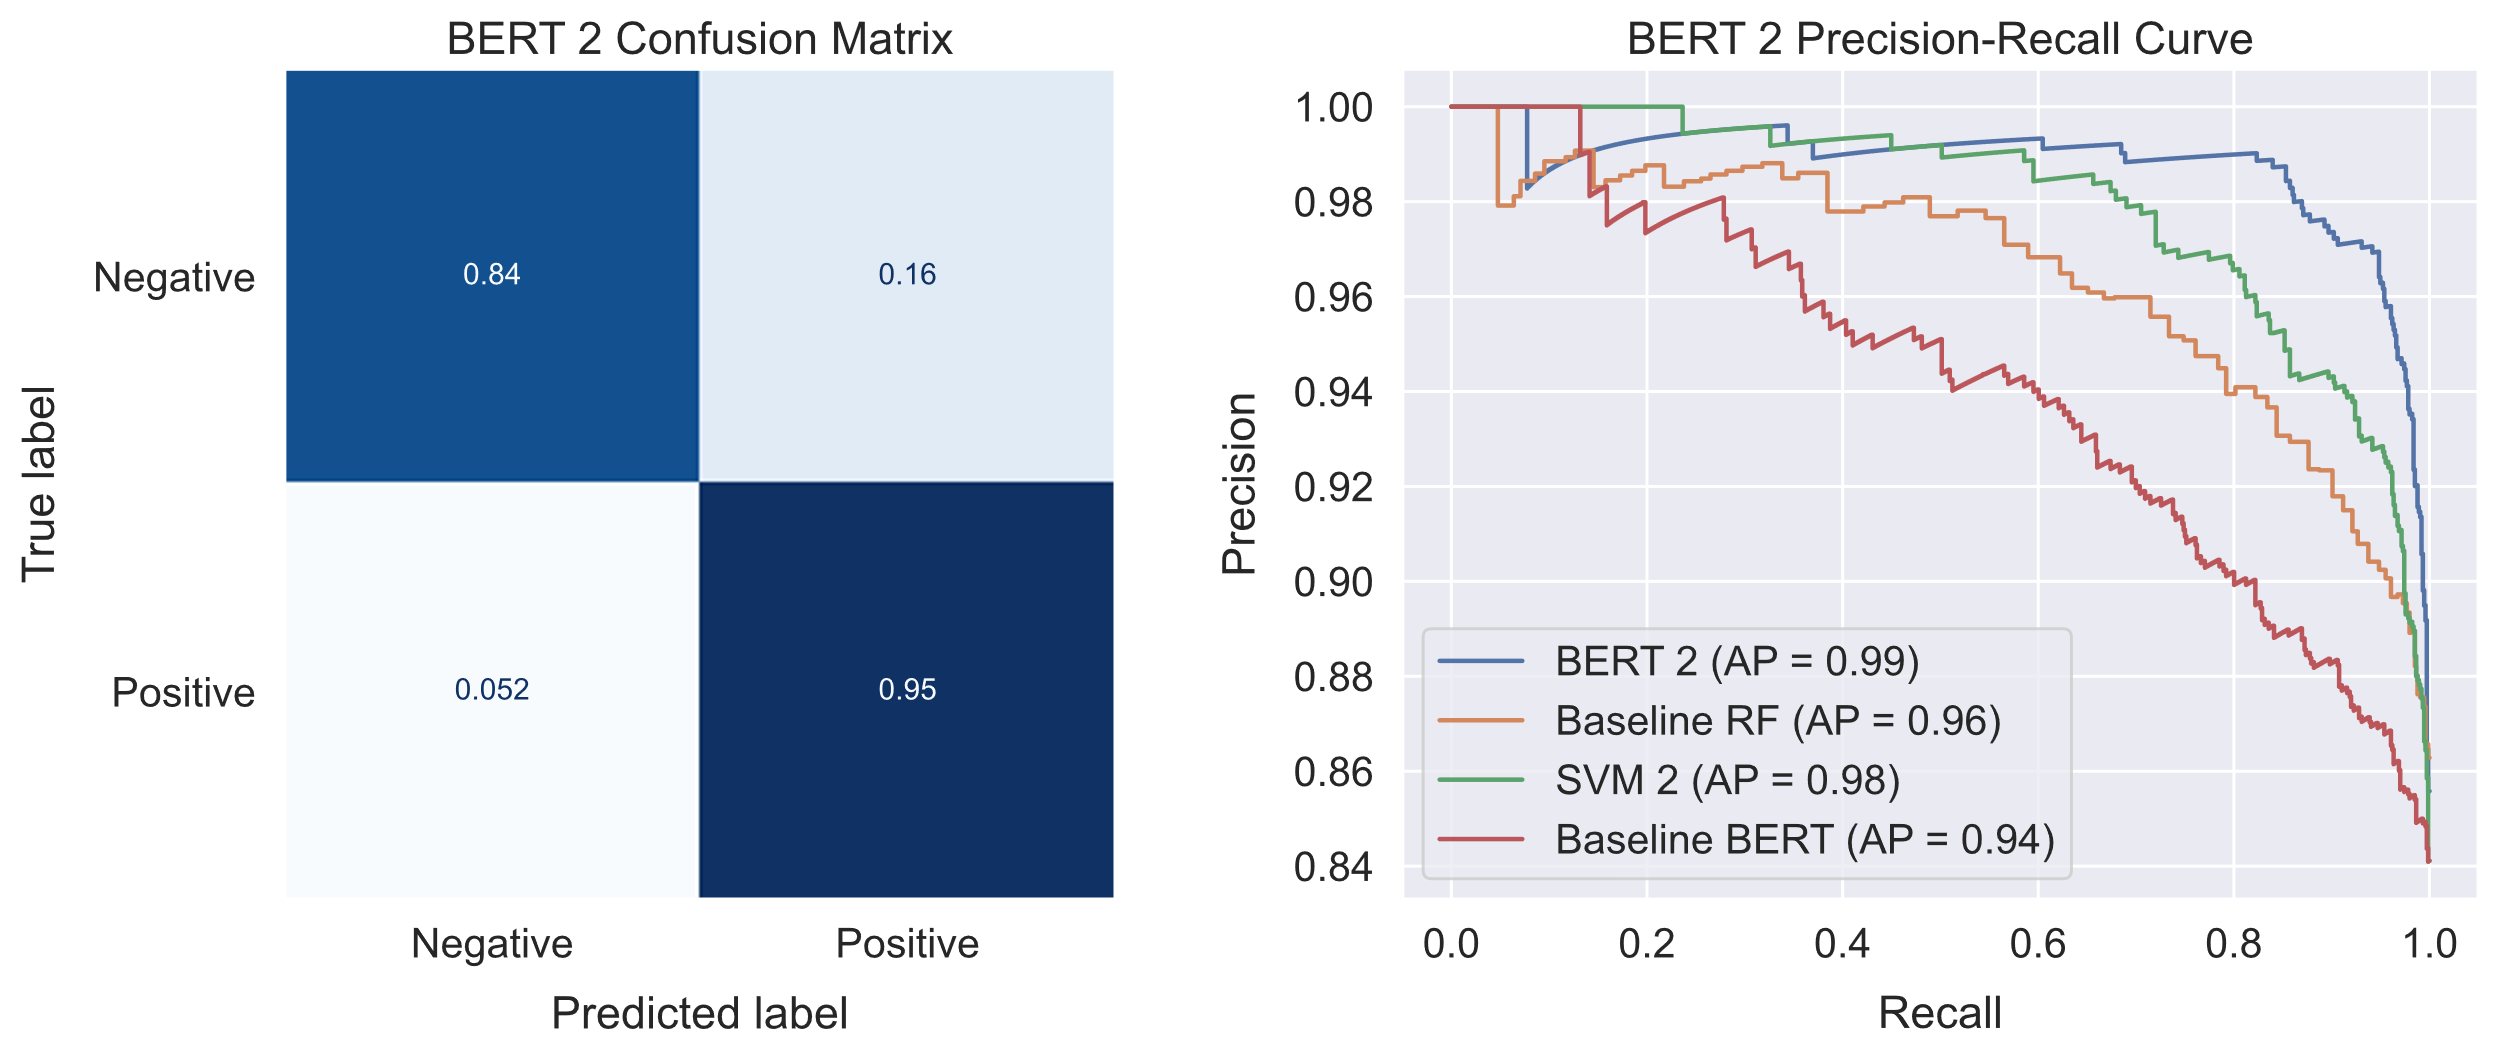 BERT 2 Confusion Matrix
True label
Negative
0.84
0.16
Positive
0.052
0.95
Negative
Positive
Predicted label
BERT 2 Precision-Recall Curve
Precision
1.00
0.98
0.96
0.94
0.92
0.90
0.88
0.86
0.84
BERT 2 (AP = 0.99)
Baseline RF (AP = 0.96)
SVM 2 (AP = 0.98)
Baseline BERT (AP = 0.94)
0.0
0.2
0.4
0.6
0.8
1.0
Recall